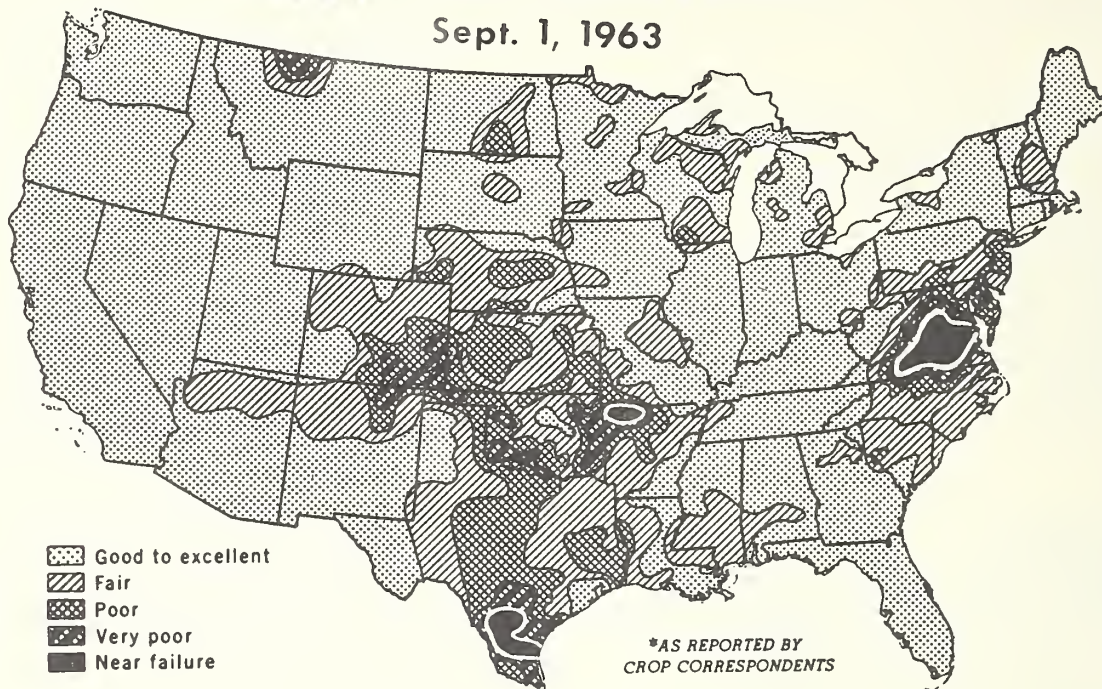 Sept. 1, 1963
Good to excellent
Fair
Poor
Very poor
Near failure
*AS REPORTED BY
CROP CORRESPONDENTS